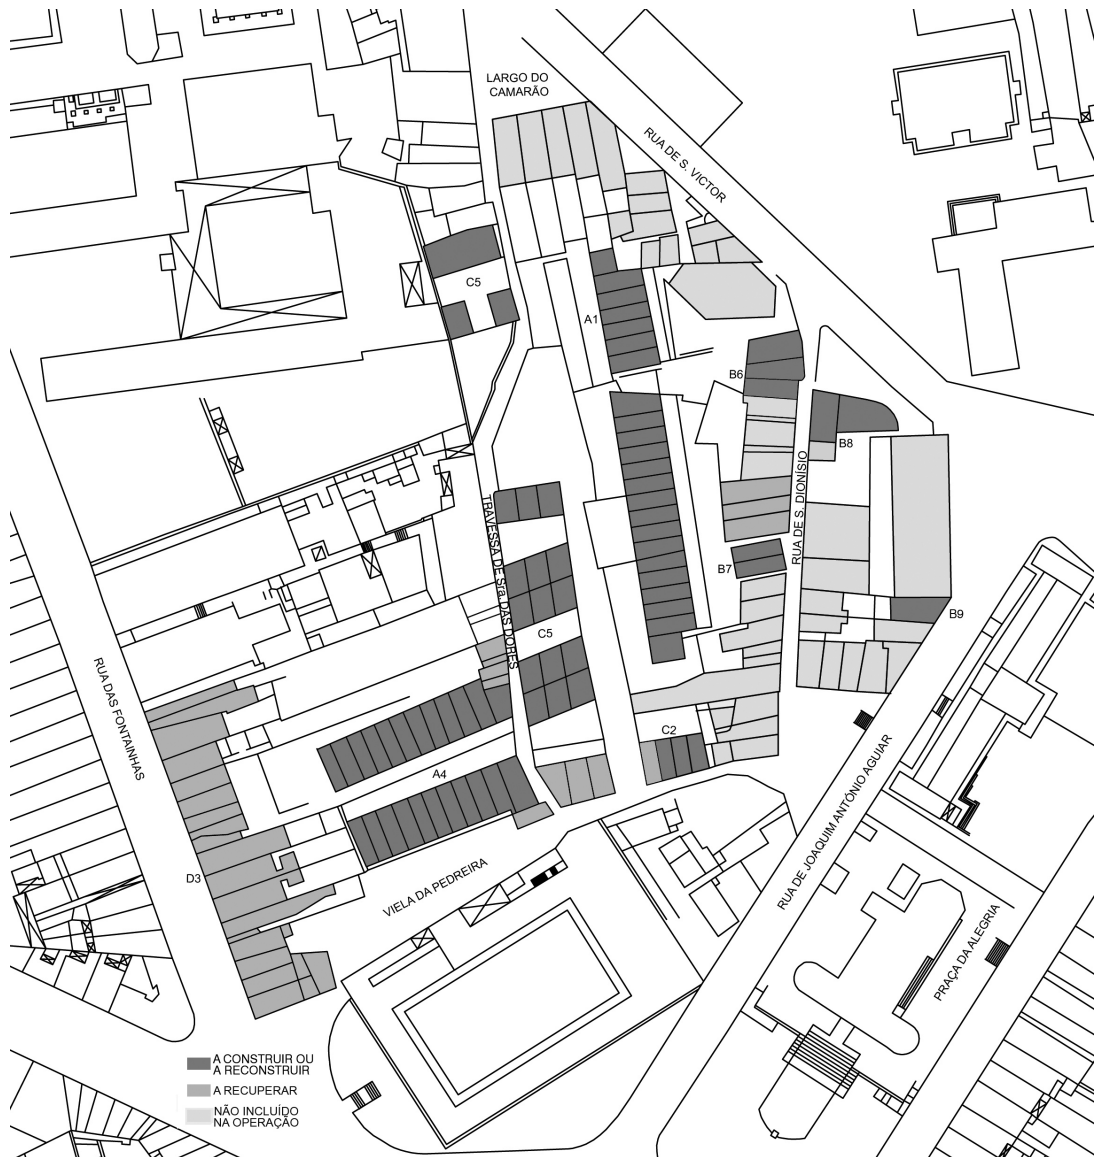 LARGO DO
CAMARÃO
RUA DE S. VICTOR
C5
A1
B6
B8
RUA DE S. DIONÍSIO
TRAVESSA DE Sra. DAS DORES
B7
B9
C5
RUA DAS FONTAINHAS
C2
A4
RUA DE JOAQUIM ANTÓNIO AGUIAR
D3
VIELA DA PEDREIRA
PRAÇA DA ALEGRIA
A CONSTRUIR OU
A RECONSTRUIR
A RECUPERAR
NÃO INCLUÍDO
NA OPERAÇÃO